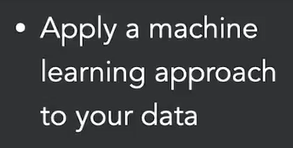 • Apply a machine
learning approach
to your data